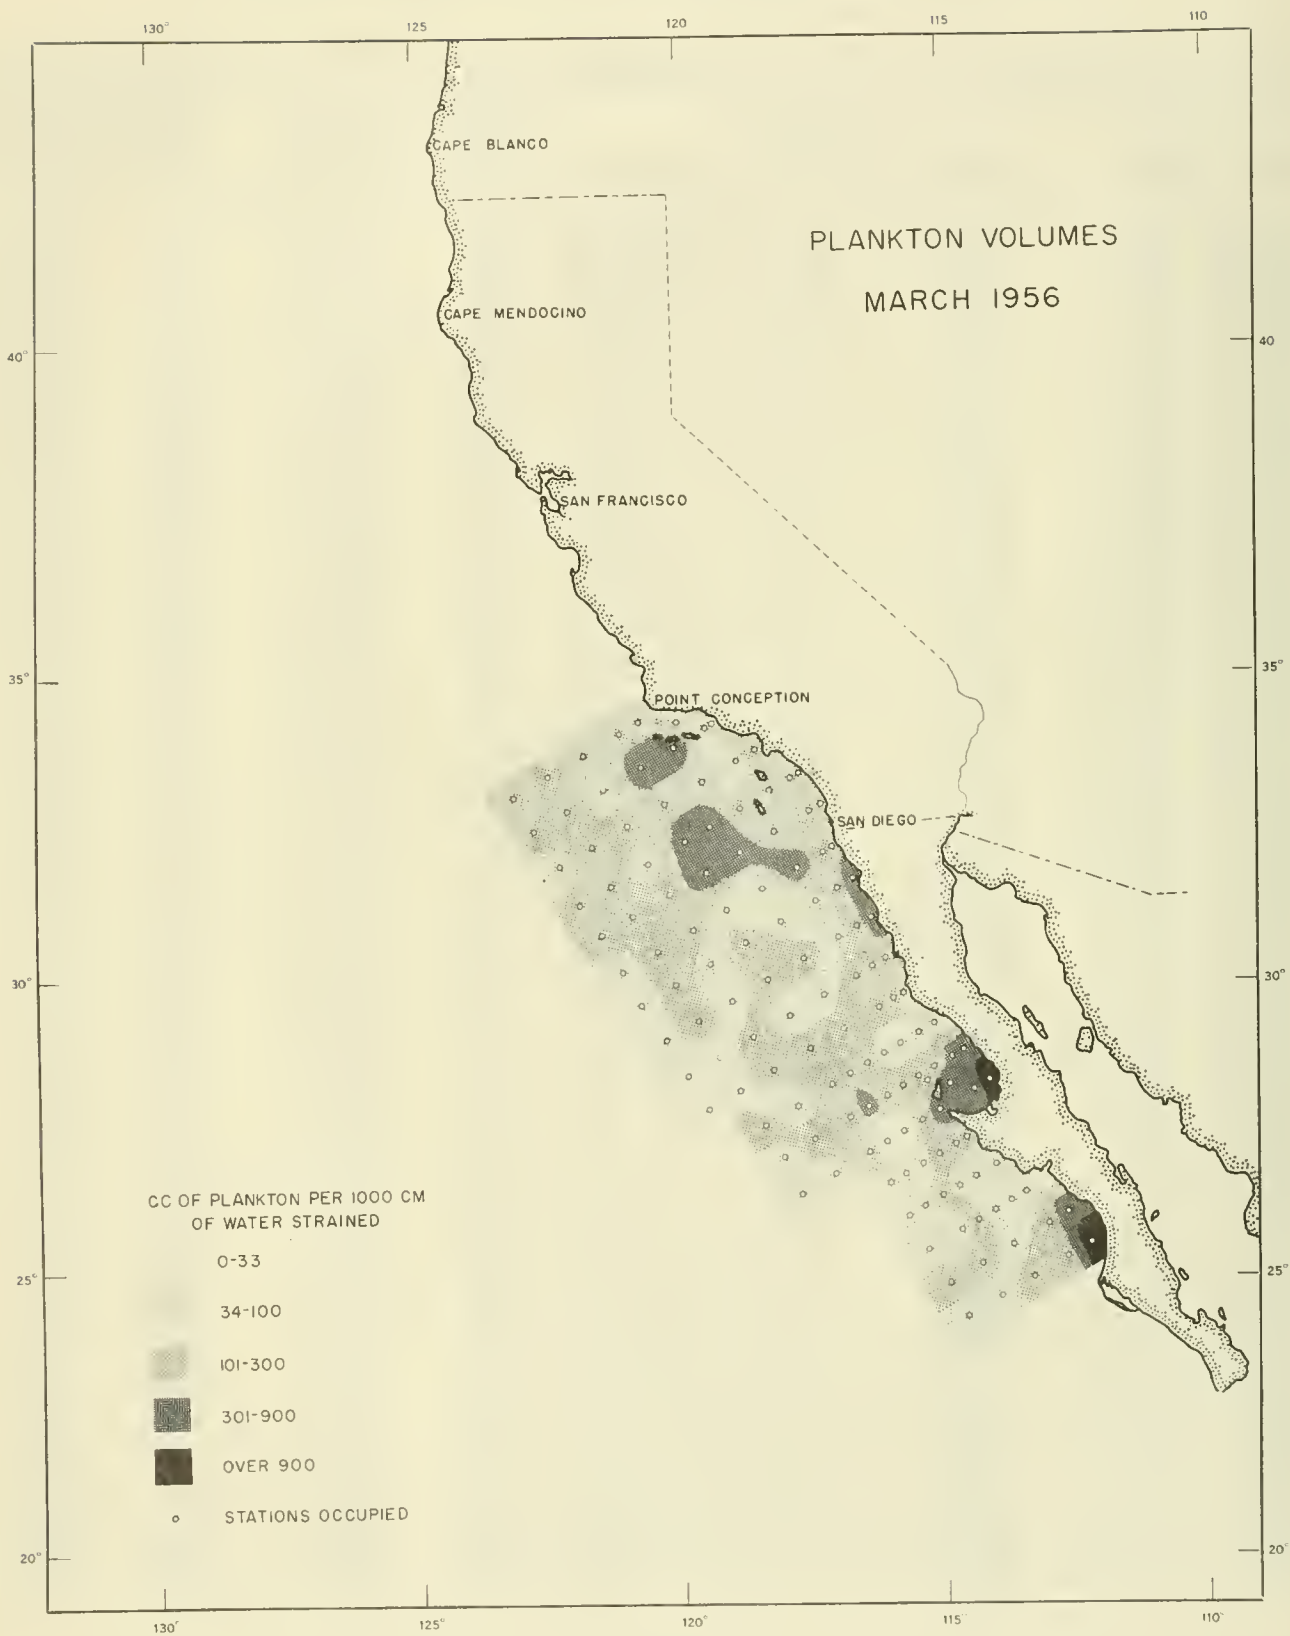 130° 125 120 115 110
CAPE BLANCO
PLANKTON VOLUMES
MARCH 1956
CAPE MENDOCINO
40° 40
SAN FRANCISCO
35° 35°
POINT CONCEPTION
SAN DIEGO
30° 30°
CC OF PLANKTON PER 1000 CM
OF WATER STRAINED
0-33
25° 25°
34-100
101-300
301-900
OVER 900
STATIONS OCCUPIED
20° 20°
130° 125° 120° 115° 110°